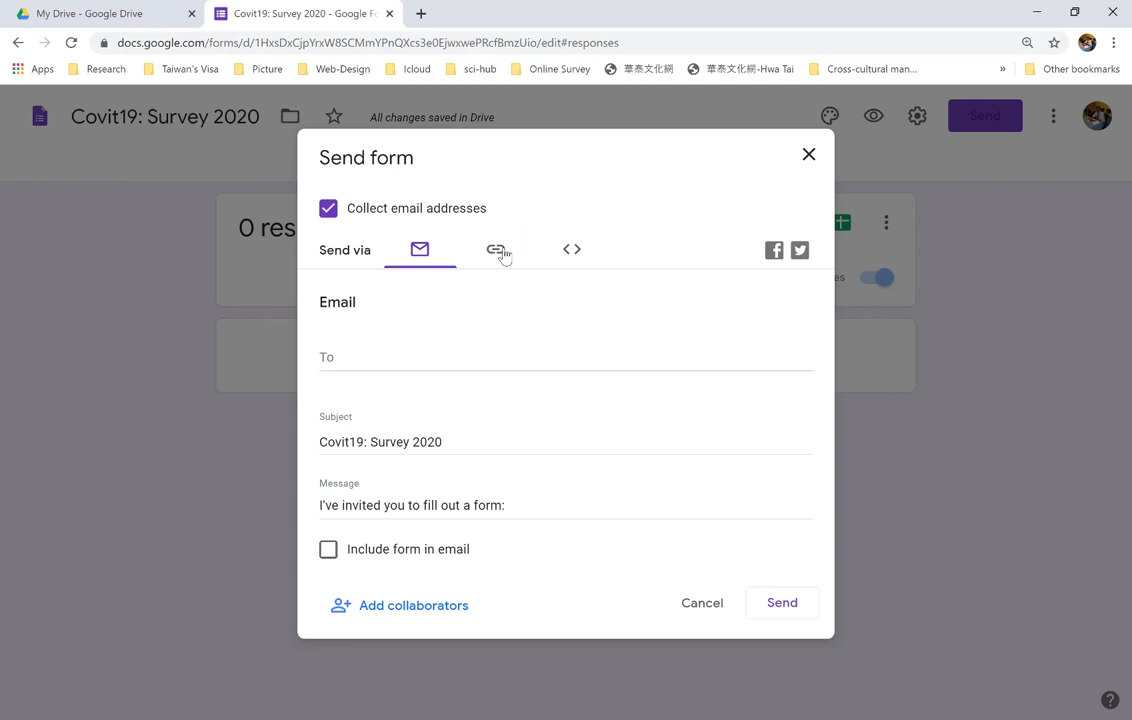 My Drive - Google Drive
Covit19: Survey 2020 - Google Fo
docs.google.com/forms/d/1HxsDxCjpYrxW8SCMmYPnQXcs3e0EjwxwePRcfBmzUio/edit#responses
Apps Research Taiwan's Visa Picture Web-Design Icloud sci-hub Online Survey 華泰文化網 華泰文化網-Hwa Tai Cross-cultural man... » Other bookmarks
Covit19: Survey 2020 All changes saved in Drive Send
Send form
Collect email addresses
0 res
Send via
es
Email
To
Subject
Covit19: Survey 2020
Message
I've invited you to fill out a form:
Include form in email
Add collaborators Cancel Send